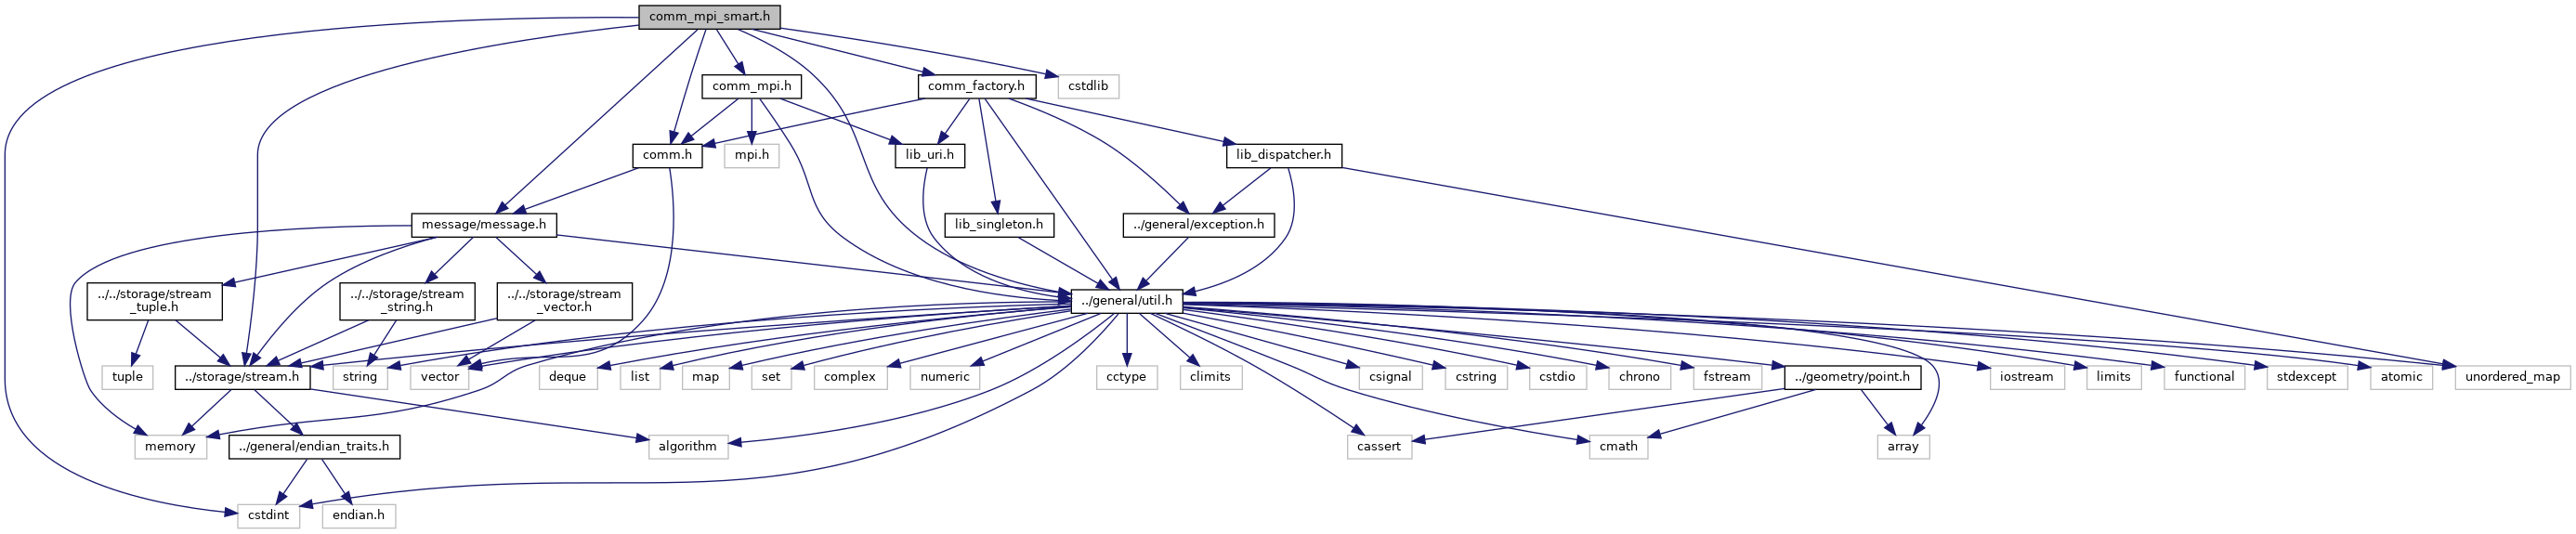 comm_mpi_smart.h
comm_mpi.h
comm_factory.h
cstdlib
comm.h
mpi.h
lib_uri.h
lib_dispatcher.h
message/message.h
lib_singleton.h
../general/exception.h
../../storage/stream
_tuple.h
../../storage/stream
_string.h
../../storage/stream
_vector.h
../general/util.h
tuple
../storage/stream.h
string
vector
deque
list
map
set
complex
numeric
cctype
climits
csignal
cstring
cstdio
chrono
fstream
../geometry/point.h
iostream
limits
functional
stdexcept
atomic
unordered_map
memory
../general/endian_traits.h
algorithm
cassert
cmath
array
cstdint
endian.h